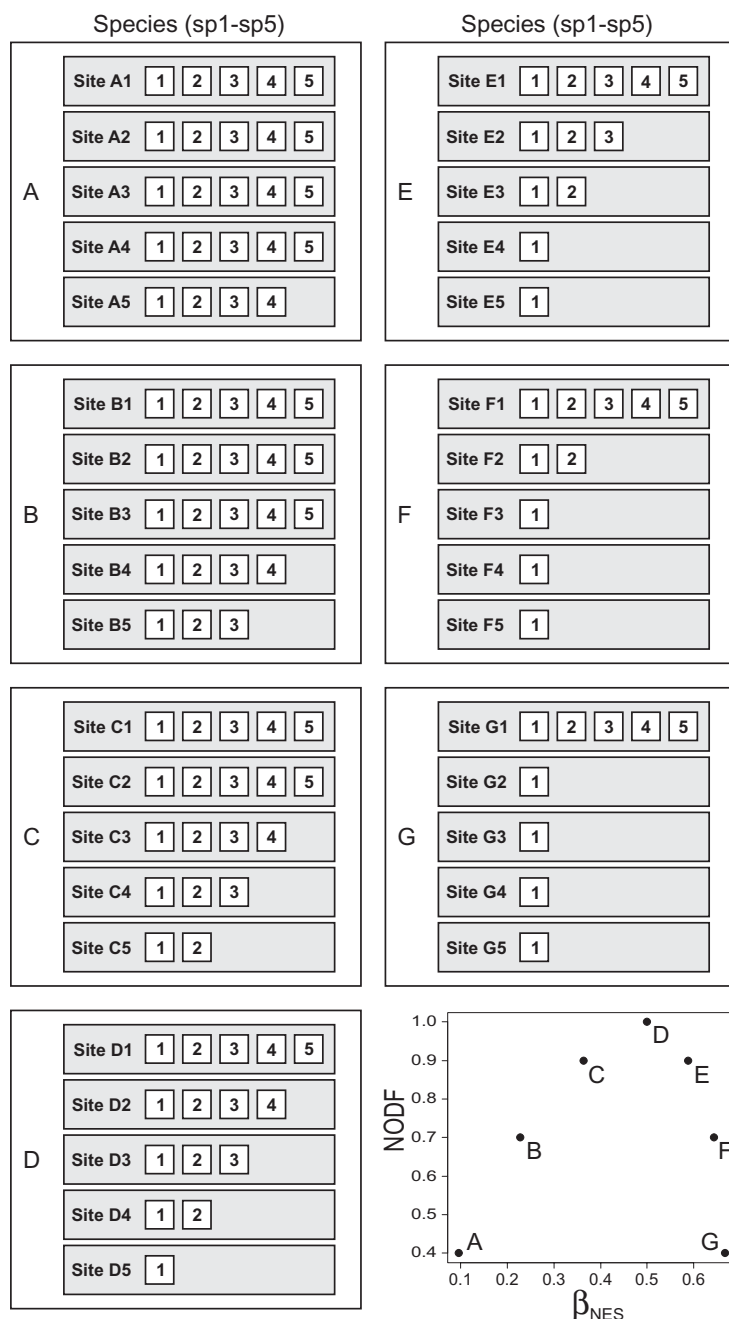 Species (sp1-sp5)
A
Site A1 1 2 3 4 5
Site A2 1 2 3 4 5
Site A3 1 2 3 4 5
Site A4 1 2 3 4 5
Site A5 1 2 3 4
B
Site B1 1 2 3 4 5
Site B2 1 2 3 4 5
Site B3 1 2 3 4 5
Site B4 1 2 3 4
Site B5 1 2 3
C
Site C1 1 2 3 4 5
Site C2 1 2 3 4 5
Site C3 1 2 3 4
Site C4 1 2 3
Site C5 1 2
D
Site D1 1 2 3 4 5
Site D2 1 2 3 4
Site D3 1 2 3
Site D4 1 2
Site D5 1
Species (sp1-sp5)
E
Site E1 1 2 3 4 5
Site E2 1 2 3
Site E3 1 2
Site E4 1
Site E5 1
F
Site F1 1 2 3 4 5
Site F2 1 2
Site F3 1
Site F4 1
Site F5 1
G
Site G1 1 2 3 4 5
Site G2 1
Site G3 1
Site G4 1
Site G5 1
NODF
1.0
0.9
0.8
0.7
0.6
0.5
0.4
A
B
C
D
E
F
G
0.1 0.2 0.3 0.4 0.5 0.6
βNES